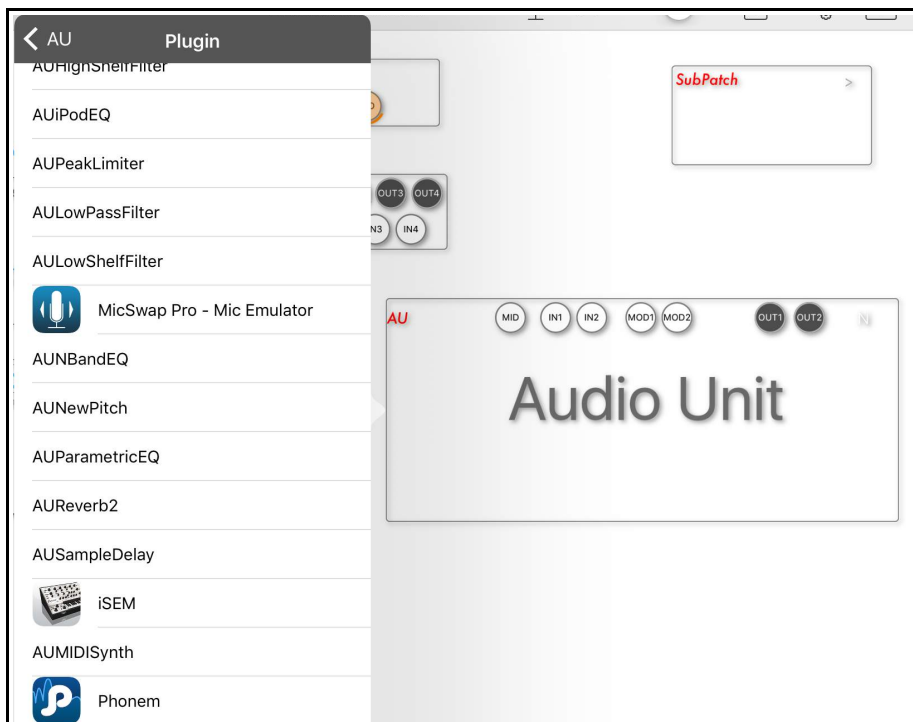 AU
Plugin
AUHighShelfFilter
AUiPodEQ
AUPeakLimiter
AULowPassFilter
AULowShelfFilter
MicSwap Pro - Mic Emulator
AUNBandEQ
AUNewPitch
AUParametricEQ
AUReverb2
AUSampleDelay
iSEM
AUMIDISynth
Phonem
SubPatch >
OUT3 OUT4
IN4
AU MID IN1 IN2 MOD1 MOD2 OUT1 OUT2 N
Audio Unit